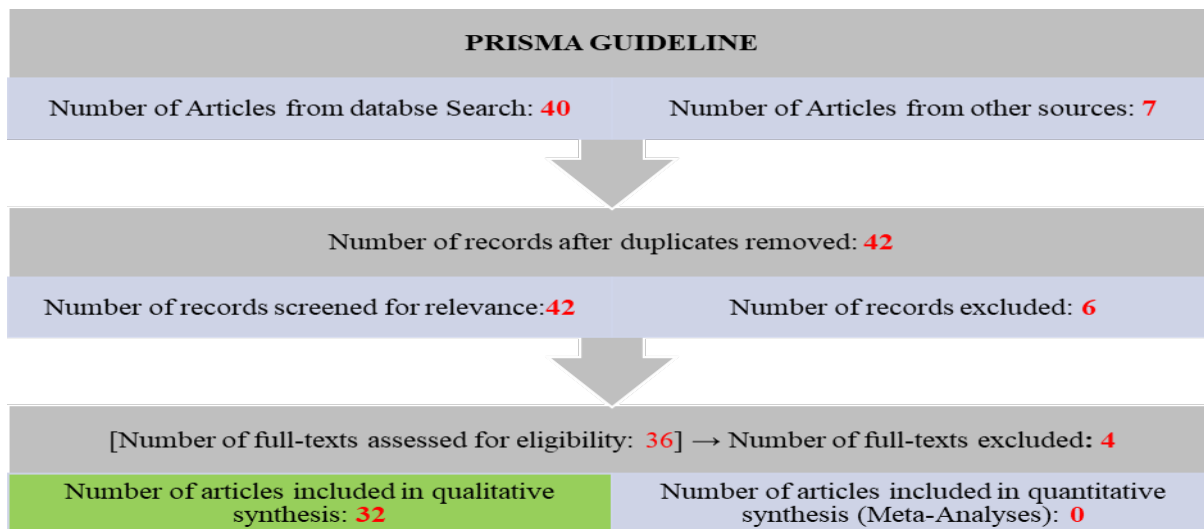 PRISMA GUIDELINE
Number of Articles from databse Search: 40
Number of Articles from other sources: 7
Number of records after duplicates removed: 42
Number of records screened for relevance:42
Number of records excluded: 6
[Number of full-texts assessed for eligibility: 36] → Number of full-texts excluded: 4
Number of articles included in qualitative
synthesis: 32
Number of articles included in quantitative
synthesis (Meta-Analyses): 0